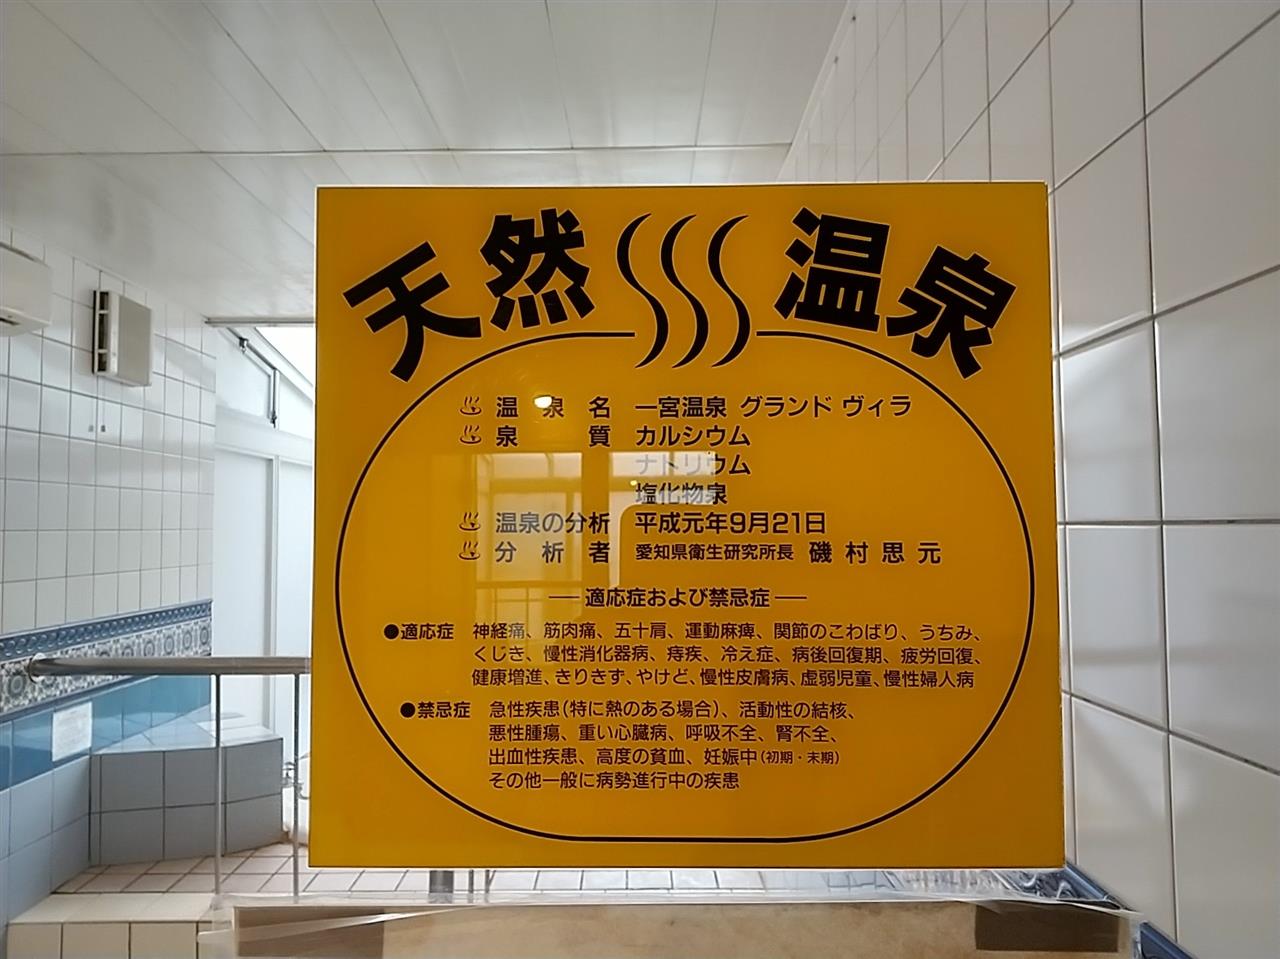 天然 温泉
♨ 温泉名 一宮温泉 グランド ヴィラ
♨ 泉質 カルシウム
ナトリウム
塩化物泉
♨ 温泉の分析 平成元年9月21日
♨ 分析者 愛知県衛生研究所長 磯村思元
― 適応症および禁忌症 ―
●適応症 神経痛、筋肉痛、五十肩、運動麻痺、関節のこわばり、うちみ、
くじき、慢性消化器病、痔疾、冷え症、病後回復期、疲労回復、
健康増進、きりきず、やけど、慢性皮膚病、虚弱児童、慢性婦人病
●禁忌症 急性疾患(特に熱のある場合)、活動性の結核、
悪性腫瘍、重い心臓病、呼吸不全、腎不全、
出血性疾患、高度の貧血、妊娠中(初期・末期)
その他一般に病勢進行中の疾患